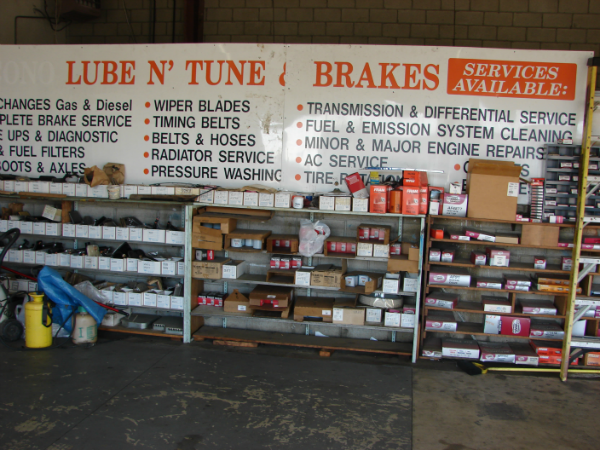 ONO LUBE N' TUNE & BRAKES
SERVICES
AVAILABLE:
CHANGES Gas & Diesel
PLETE BRAKE SERVICE
E UPS & DIAGNOSTIC
& FUEL FILTERS
BOOTS & AXLES
• WIPER BLADES
• TIMING BELTS
• BELTS & HOSES
• RADIATOR SERVICE
• PRESSURE WASHING
• TRANSMISSION & DIFFERENTIAL SERVICE
• FUEL & EMISSION SYSTEM CLEANING
• MINOR & MAJOR ENGINE REPAIRS
• AC SERVICE
• TIRE